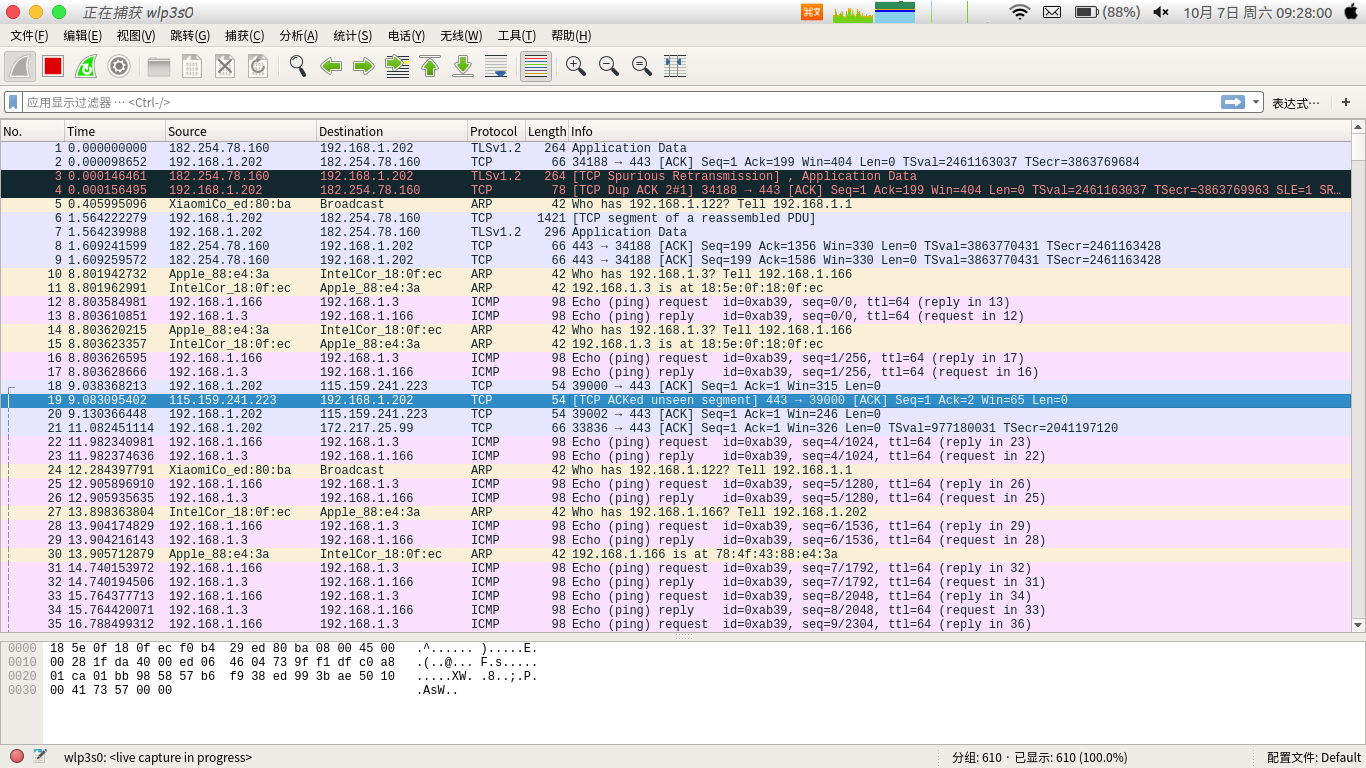 正在捕获 wlp3s0
(88%) 10月 7日 周六 09:28:00
文件(F) 编辑(E) 视图(V) 跳转(G) 捕获(C) 分析(A) 统计(S) 电话(Y) 无线(W) 工具(T) 帮助(H)
应用显示过滤器 … <Ctrl-/> 表达式… +
No. Time Source Destination Protocol Length Info
1 0.000000000 182.254.78.160 192.168.1.202 TLSv1.2 264 Application Data
2 0.000098652 192.168.1.202 182.254.78.160 TCP 66 34188 → 443 [ACK] Seq=1 Ack=199 Win=404 Len=0 TSval=2461163037 TSecr=3863769684
3 0.000146461 182.254.78.160 192.168.1.202 TLSv1.2 264 [TCP Spurious Retransmission] , Application Data
4 0.000156495 192.168.1.202 182.254.78.160 TCP 78 [TCP Dup ACK 2#1] 34188 → 443 [ACK] Seq=1 Ack=199 Win=404 Len=0 TSval=2461163037 TSecr=3863769963 SLE=1 SR…
5 0.405995096 XiaomiCo_ed:80:ba Broadcast ARP 42 Who has 192.168.1.122? Tell 192.168.1.1
6 1.564222279 192.168.1.202 182.254.78.160 TCP 1421 [TCP segment of a reassembled PDU]
7 1.564239988 192.168.1.202 182.254.78.160 TLSv1.2 296 Application Data
8 1.609241599 182.254.78.160 192.168.1.202 TCP 66 443 → 34188 [ACK] Seq=199 Ack=1356 Win=330 Len=0 TSval=3863770431 TSecr=2461163428
9 1.609259572 182.254.78.160 192.168.1.202 TCP 66 443 → 34188 [ACK] Seq=199 Ack=1586 Win=330 Len=0 TSval=3863770431 TSecr=2461163428
10 8.801942732 Apple_88:e4:3a IntelCor_18:0f:ec ARP 42 Who has 192.168.1.3? Tell 192.168.1.166
11 8.801962991 IntelCor_18:0f:ec Apple_88:e4:3a ARP 42 192.168.1.3 is at 18:5e:0f:18:0f:ec
12 8.803584981 192.168.1.166 192.168.1.3 ICMP 98 Echo (ping) request id=0xab39, seq=0/0, ttl=64 (reply in 13)
13 8.803610851 192.168.1.3 192.168.1.166 ICMP 98 Echo (ping) reply id=0xab39, seq=0/0, ttl=64 (request in 12)
14 8.803620215 Apple_88:e4:3a IntelCor_18:0f:ec ARP 42 Who has 192.168.1.3? Tell 192.168.1.166
15 8.803623357 IntelCor_18:0f:ec Apple_88:e4:3a ARP 42 192.168.1.3 is at 18:5e:0f:18:0f:ec
16 8.803626595 192.168.1.166 192.168.1.3 ICMP 98 Echo (ping) request id=0xab39, seq=1/256, ttl=64 (reply in 17)
17 8.803628666 192.168.1.3 192.168.1.166 ICMP 98 Echo (ping) reply id=0xab39, seq=1/256, ttl=64 (request in 16)
18 9.038368213 192.168.1.202 115.159.241.223 TCP 54 39000 → 443 [ACK] Seq=1 Ack=1 Win=315 Len=0
19 9.083095402 115.159.241.223 192.168.1.202 TCP 54 [TCP ACKed unseen segment] 443 → 39000 [ACK] Seq=1 Ack=2 Win=65 Len=0
20 9.130366448 192.168.1.202 115.159.241.223 TCP 54 39002 → 443 [ACK] Seq=1 Ack=1 Win=246 Len=0
21 11.082451114 192.168.1.202 172.217.25.99 TCP 66 33836 → 443 [ACK] Seq=1 Ack=1 Win=326 Len=0 TSval=977180031 TSecr=2041197120
22 11.982340981 192.168.1.166 192.168.1.3 ICMP 98 Echo (ping) request id=0xab39, seq=4/1024, ttl=64 (reply in 23)
23 11.982374636 192.168.1.3 192.168.1.166 ICMP 98 Echo (ping) reply id=0xab39, seq=4/1024, ttl=64 (request in 22)
24 12.284397791 XiaomiCo_ed:80:ba Broadcast ARP 42 Who has 192.168.1.122? Tell 192.168.1.1
25 12.905896910 192.168.1.166 192.168.1.3 ICMP 98 Echo (ping) request id=0xab39, seq=5/1280, ttl=64 (reply in 26)
26 12.905935635 192.168.1.3 192.168.1.166 ICMP 98 Echo (ping) reply id=0xab39, seq=5/1280, ttl=64 (request in 25)
27 13.898363804 IntelCor_18:0f:ec Apple_88:e4:3a ARP 42 Who has 192.168.1.166? Tell 192.168.1.202
28 13.904174829 192.168.1.166 192.168.1.3 ICMP 98 Echo (ping) request id=0xab39, seq=6/1536, ttl=64 (reply in 29)
29 13.904216143 192.168.1.3 192.168.1.166 ICMP 98 Echo (ping) reply id=0xab39, seq=6/1536, ttl=64 (request in 28)
30 13.905712879 Apple_88:e4:3a IntelCor_18:0f:ec ARP 42 192.168.1.166 is at 78:4f:43:88:e4:3a
31 14.740153972 192.168.1.166 192.168.1.3 ICMP 98 Echo (ping) request id=0xab39, seq=7/1792, ttl=64 (reply in 32)
32 14.740194506 192.168.1.3 192.168.1.166 ICMP 98 Echo (ping) reply id=0xab39, seq=7/1792, ttl=64 (request in 31)
33 15.764377713 192.168.1.166 192.168.1.3 ICMP 98 Echo (ping) request id=0xab39, seq=8/2048, ttl=64 (reply in 34)
34 15.764420071 192.168.1.3 192.168.1.166 ICMP 98 Echo (ping) reply id=0xab39, seq=8/2048, ttl=64 (request in 33)
35 16.788499312 192.168.1.166 192.168.1.3 ICMP 98 Echo (ping) request id=0xab39, seq=9/2304, ttl=64 (reply in 36)
0000 18 5e 0f 18 0f ec f0 b4 29 ed 80 ba 08 00 45 00 .^...... ).....E.
0010 00 28 1f da 40 00 ed 06 46 04 73 9f f1 df c0 a8 .(..@... F.s.....
0020 01 ca 01 bb 98 58 57 b6 f9 38 ed 99 3b ae 50 10 .....XW. .8..;.P.
0030 00 41 73 57 00 00 .AsW..
wlp3s0: <live capture in progress> 分组: 610 · 已显示: 610 (100.0%) 配置文件: Default